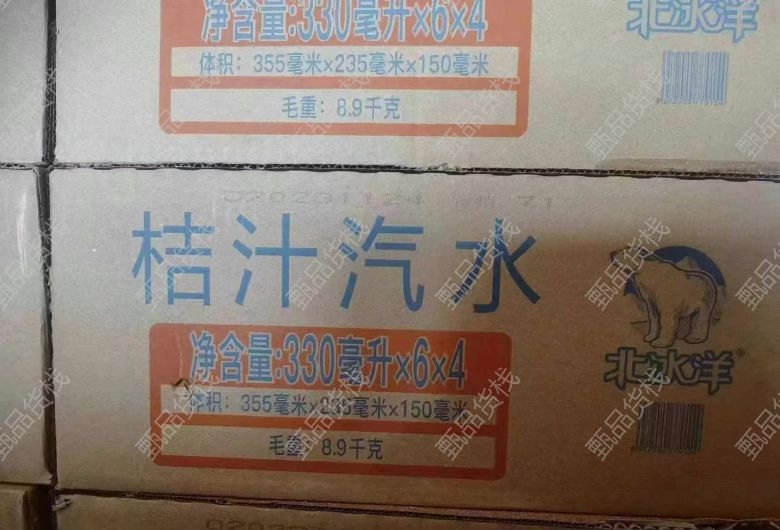 净含量:330毫升×6×4
体积：355毫米×235毫米×150毫米
毛重：8.9千克
北冰洋
71
桔汁汽水
净含量:330毫升×6×4
体积：355毫米×235毫米×150毫米
毛重：8.9千克
北冰洋®
甄品货栈